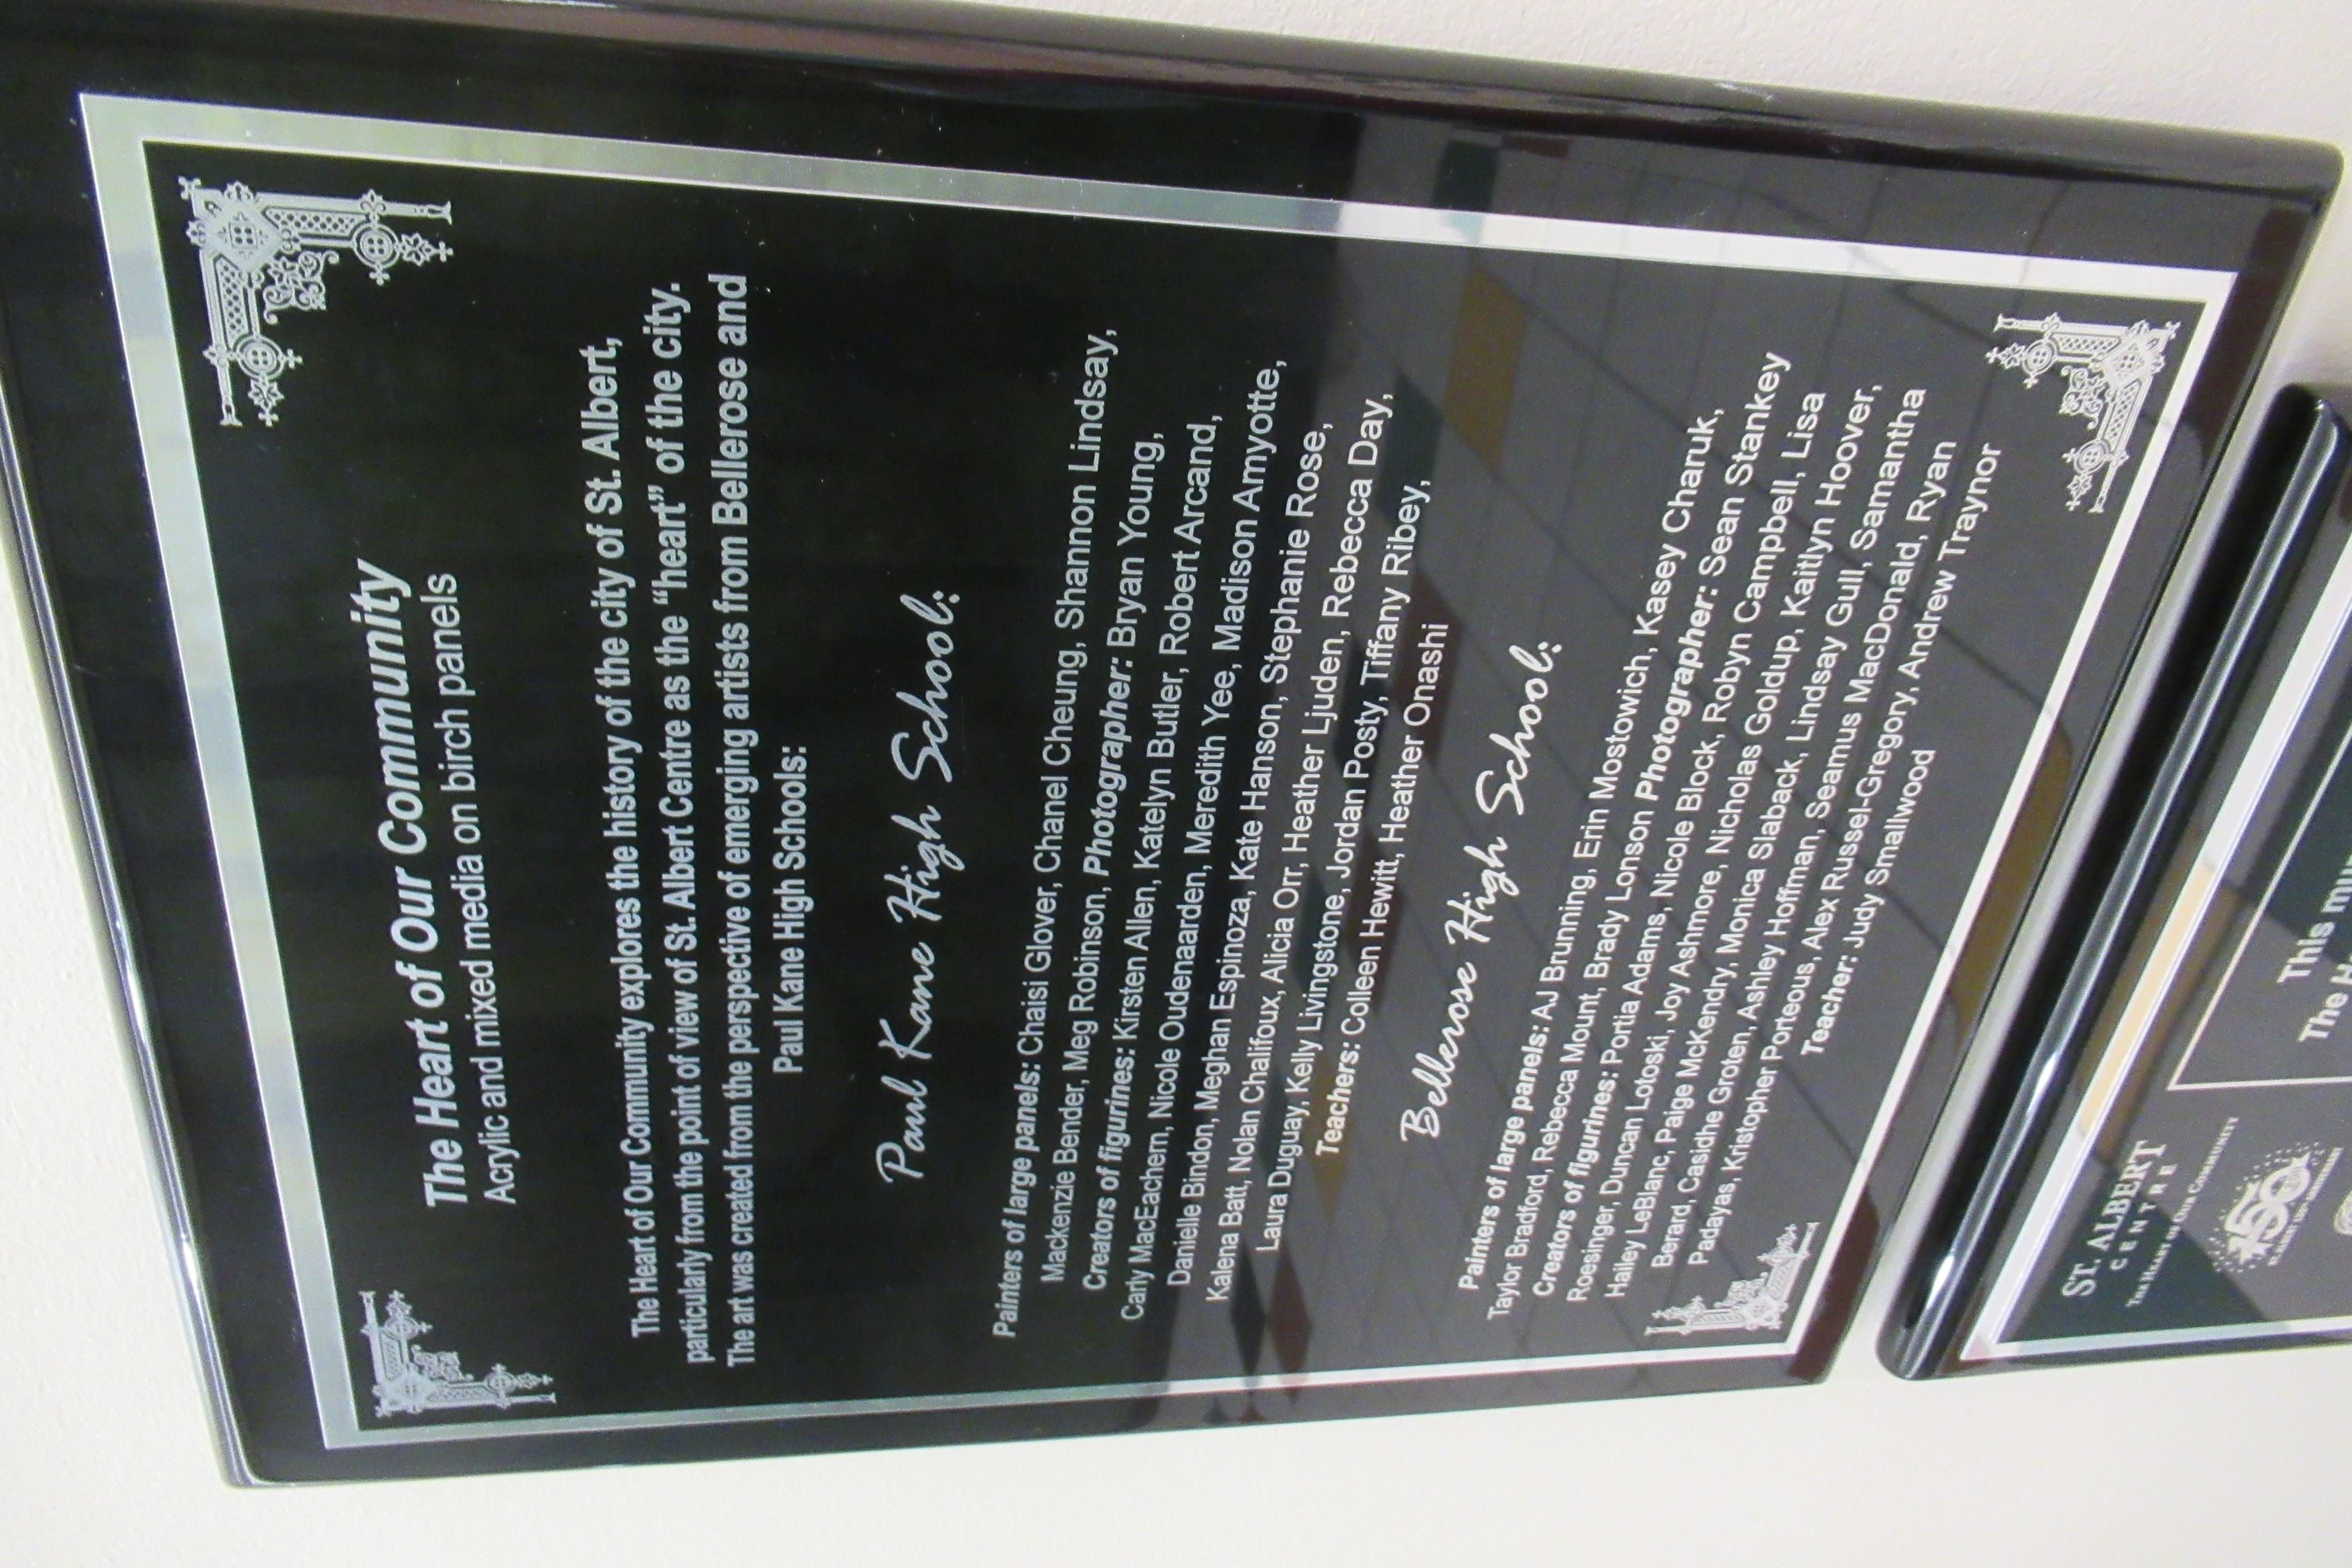 The Heart of Our Community
Acrylic and mixed media on birch panels
The Heart of Our Community explores the history of the city of St. Albert,
particularly from the point of view of St. Albert Centre as the “heart” of the city.
The art was created from the perspective of emerging artists from Bellerose and
Paul Kane High Schools:
Paul Kane High School:
Painters of large panels: Chaisi Glover, Chanel Cheung, Shannon Lindsay,
Mackenzie Bender, Meg Robinson, Photographer: Bryan Young,
Creators of figurines: Kirsten Allen, Katelyn Butler, Robert Arcand,
Carly MacEachern, Nicole Oudenaarden, Meredith Yee, Madison Amyotte,
Danielle Bindon, Meghan Espinoza, Kate Hanson, Stephanie Rose,
Kalena Batt, Nolan Chalifoux, Alicia Orr, Heather Ljuden, Rebecca Day,
Laura Duguay, Kelly Livingstone, Jordan Posty, Tiffany Ribey,
Teachers: Colleen Hewitt, Heather Onashi
Bellerose High School:
Painters of large panels: AJ Brunning, Erin Mostowich, Kasey Charuk,
Taylor Bradford, Rebecca Mount, Brady Lonson Photographer: Sean Stankey
Creators of figurines: Portia Adams, Nicole Block, Robyn Campbell, Lisa
Roesinger, Duncan Lotoski, Joy Ashmore, Nicholas Goldup, Kaitlyn Hoover,
Hailey LeBlanc, Paige McKendry, Monica Slaback, Lindsay Gull, Samantha
Berard, Casidhe Groten, Ashley Hoffman, Seamus MacDonald, Ryan
Padayas, Kristopher Porteous, Alex Russel-Gregory, Andrew Traynor
Teacher: Judy Smallwood
ST. ALBERT
CENTRE
THE HEART OF OUR COMMUNITY
150
This
The